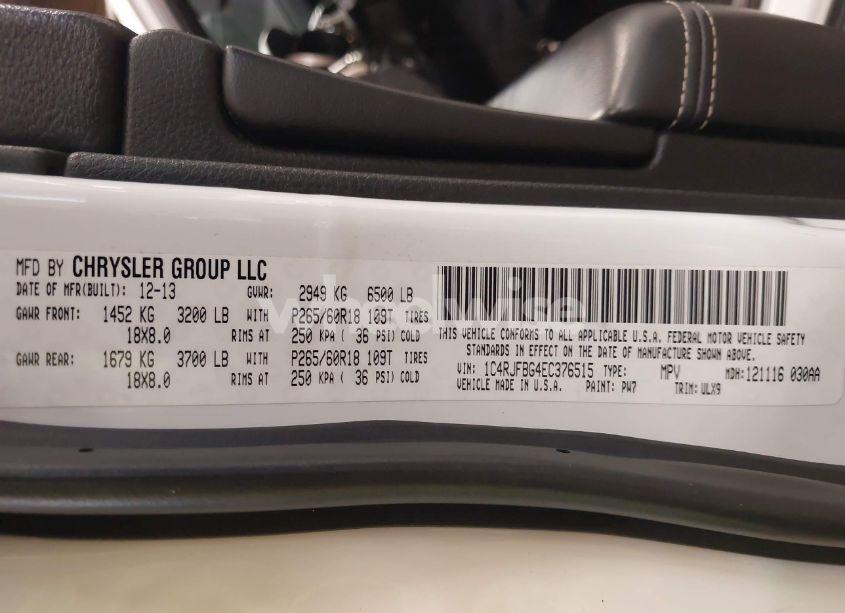 MFD BY CHRYSLER GROUP LLC
DATE OF MFR(BUILT): 12-13 GVWR: 2949 KG 6500 LB
GAWR FRONT: 1452 KG 3200 LB WITH P265/60R18 109T TIRES
18X8.0 RIMS AT 250 KPA ( 36 PSI) COLD
GAWR REAR: 1679 KG 3700 LB WITH P265/60R18 109T TIRES
18X8.0 RIMS AT 250 KPA ( 36 PSI) COLD
THIS VEHICLE CONFORMS TO ALL APPLICABLE U.S.A. FEDERAL MOTOR VEHICLE SAFETY
STANDARDS IN EFFECT ON THE DATE OF MANUFACTURE SHOWN ABOVE.
VIN: 1C4RJFBG4EC376515 TYPE: MPV MDH: 121116 030AA
VEHICLE MADE IN U.S.A. PAINT: PW7 TRIM: ULX9